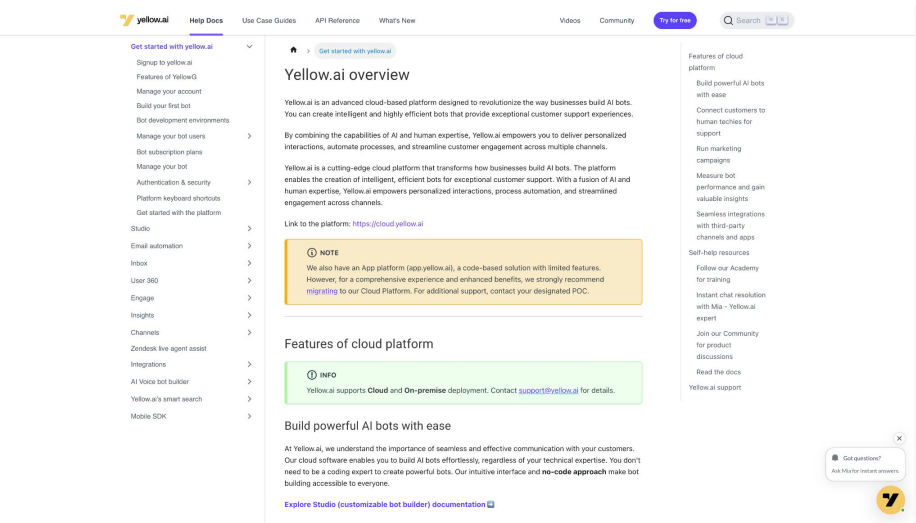 yellow.ai
Help Docs
Use Case Guides
API Reference
What's New
Videos
Community
Try for free
Search
Get started with yellow.ai
Signup to yellow.ai
Features of YellowG
Manage your account
Build your first bot
Bot development environments
Manage your bot users
Bot subscription plans
Manage your bot
Authentication & security
Platform keyboard shortcuts
Get started with the platform
Studio
Email automation
Inbox
User 360
Engage
Insights
Channels
Zendesk live agent assist
Integrations
AI Voice bot builder
Yellow.ai's smart search
Mobile SDK
Get started with yellow.ai
Yellow.ai overview
Yellow.ai is an advanced cloud-based platform designed to revolutionize the way businesses build AI bots.
You can create intelligent and highly efficient bots that provide exceptional customer support experiences.
By combining the capabilities of AI and human expertise, Yellow.ai empowers you to deliver personalized
interactions, automate processes, and streamline customer engagement across multiple channels.
Yellow.ai is a cutting-edge cloud platform that transforms how businesses build AI bots. The platform
enables the creation of intelligent, efficient bots for exceptional customer support. With a fusion of AI and
human expertise, Yellow.ai empowers personalized interactions, process automation, and streamlined
engagement across channels.
Link to the platform: https://cloud.yellow.ai
NOTE
We also have an App platform (app.yellow.ai), a code-based solution with limited features.
However, for a comprehensive experience and enhanced benefits, we strongly recommend
migrating to our Cloud Platform. For additional support, contact your designated POC.
Features of cloud platform
INFO
Yellow.ai supports Cloud and On-premise deployment. Contact support@yellow.ai for details.
Build powerful AI bots with ease
At Yellow.ai, we understand the importance of seamless and effective communication with your customers.
Our cloud software enables you to build AI bots effortlessly, regardless of your technical expertise. You don't
need to be a coding expert to create powerful bots. Our intuitive interface and no-code approach make bot
building accessible to everyone.
Explore Studio (customizable bot builder) documentation
Features of cloud
platform
Build powerful AI bots
with ease
Connect customers to
human techies for
support
Run marketing
campaigns
Measure bot
performance and gain
valuable insights
Seamless integrations
with third-party
channels and apps
Self-help resources
Follow our Academy
for training
Instant chat resolution
with Mia - Yellow.ai
expert
Join our Community
for product
discussions
Read the docs
Yellow.ai support
Got questions?
Ask Mia for instant answers.